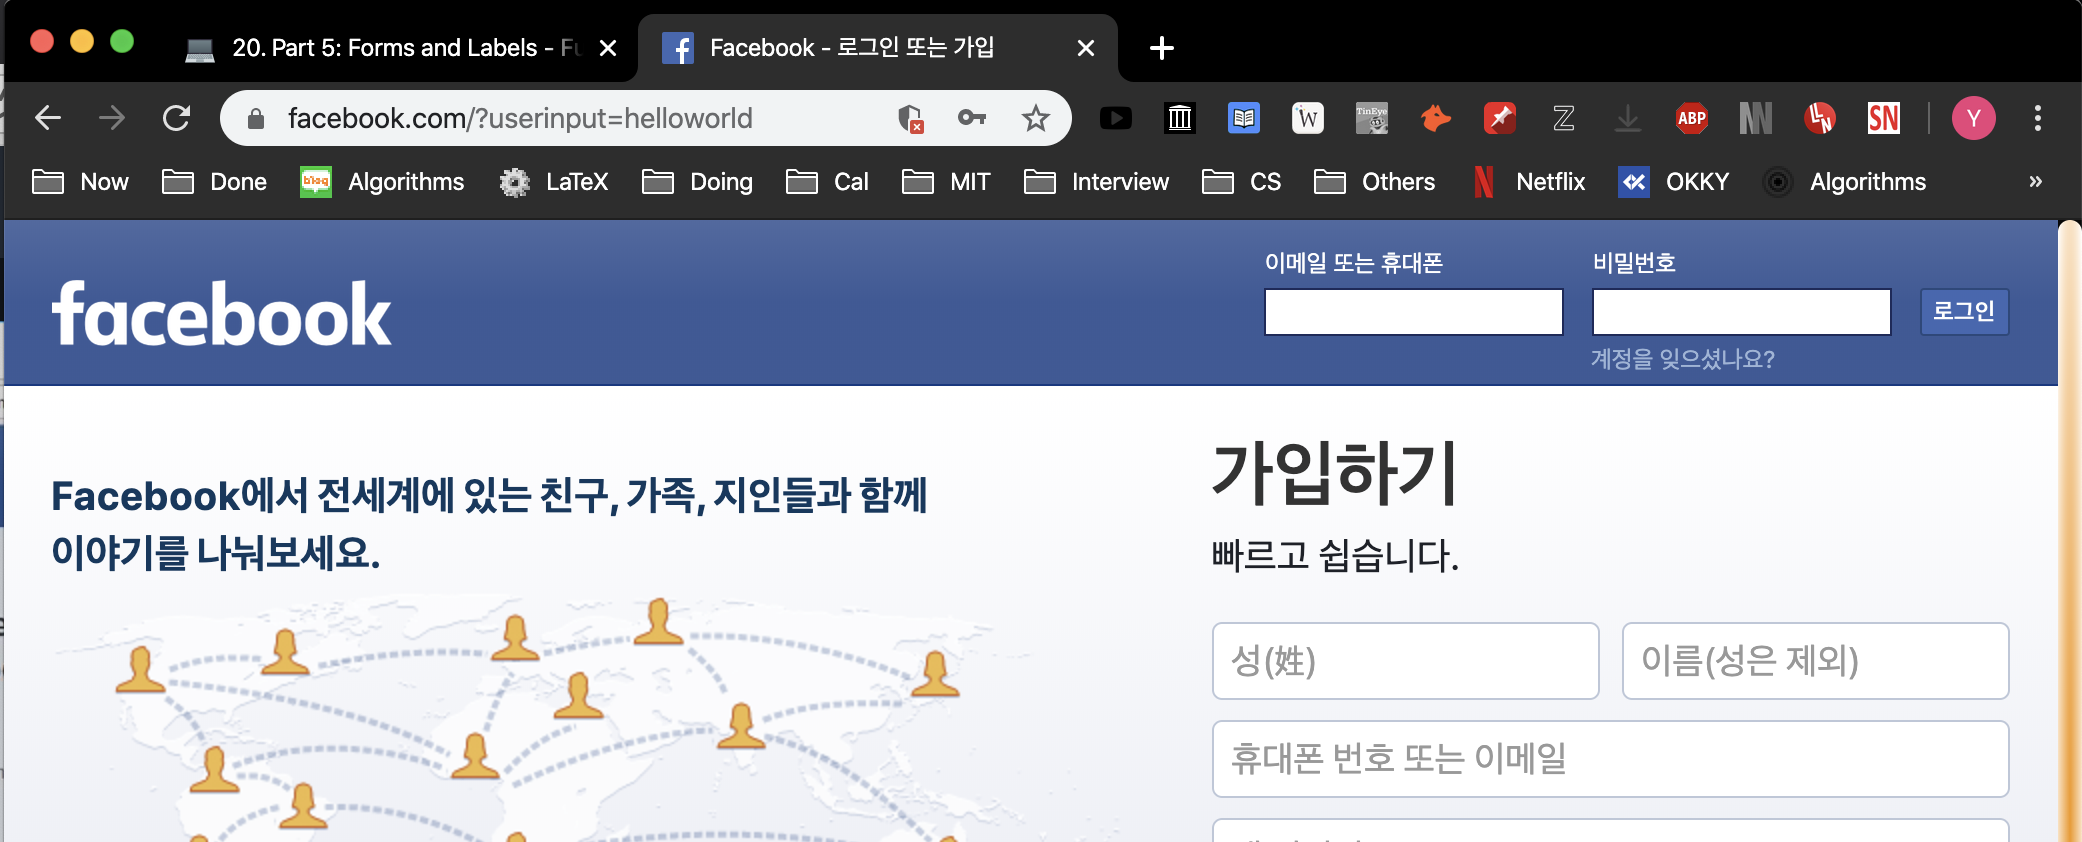 20. Part 5: Forms and Labels -
Facebook - 로그인 또는 가입
facebook.com/?userinput=helloworld
W
TinEye
Z
ABP
N
LN
SN
Y
Now
Done
blog
Algorithms
LaTeX
Doing
Cal
MIT
Interview
CS
Others
Netflix
OKKY
Algorithms
»
facebook
이메일 또는 휴대폰
비밀번호
로그인
계정을 잊으셨나요?
Facebook에서 전세계에 있는 친구, 가족, 지인들과 함께
이야기를 나눠보세요.
가입하기
빠르고 쉽습니다.
성(姓)
이름(성은 제외)
휴대폰 번호 또는 이메일